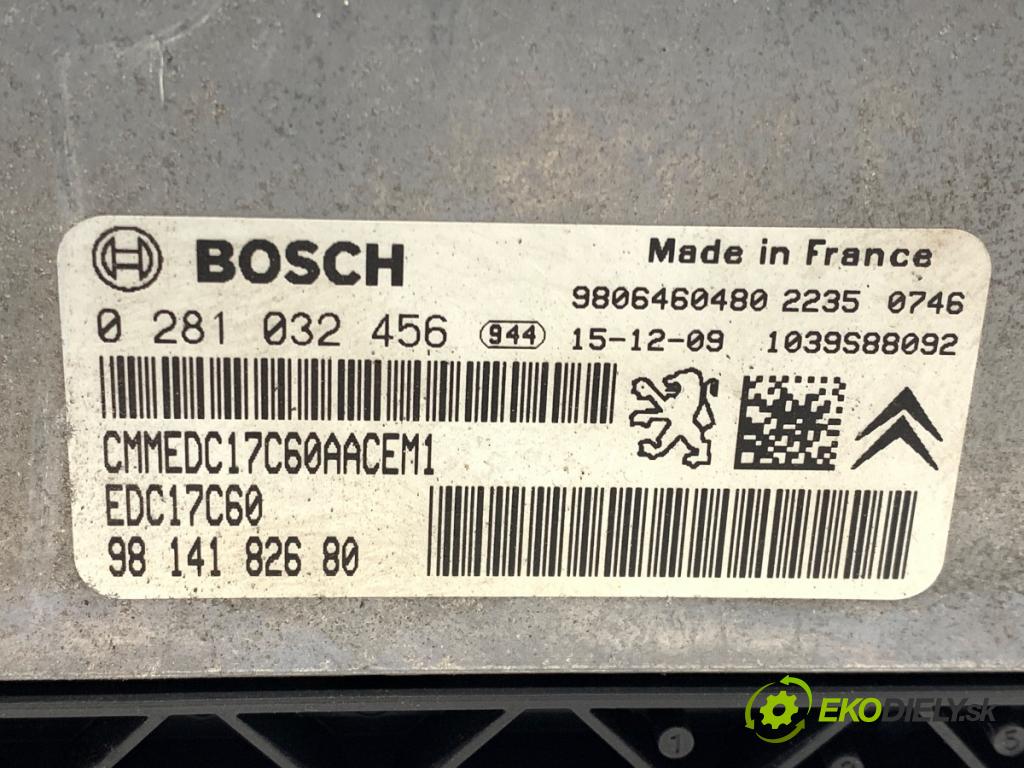 BOSCH
Made in France
9806460480 2235 0746
0 281 032 456 944 15-12-09 1039S88092
CMMEDC17C60AACEM1
EDC17C60
98 141 826 80
EKODIELY.sk